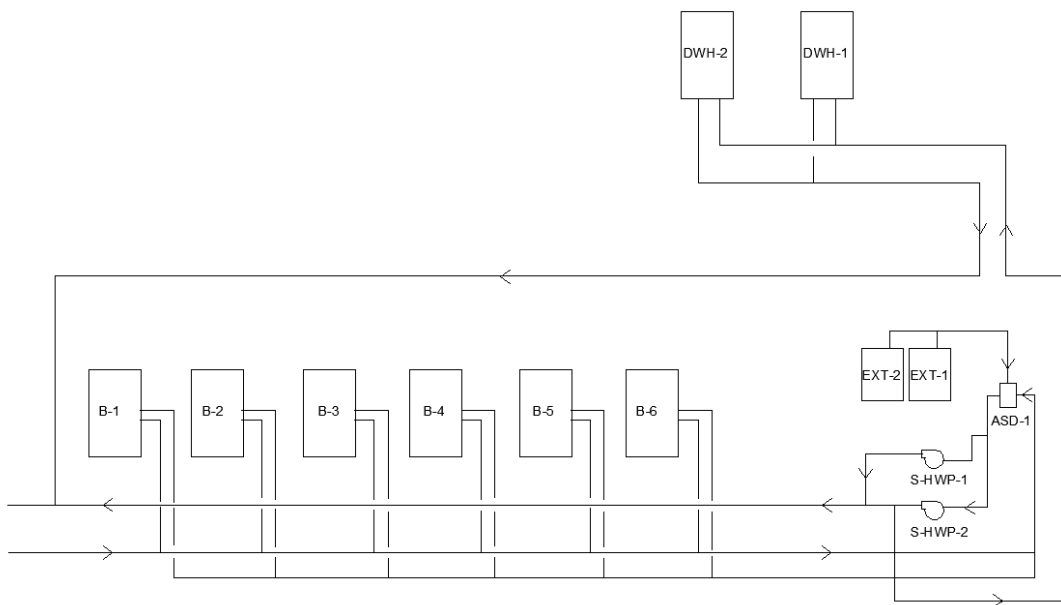 DWH-2
DWH-1
EXT-2
EXT-1
B-1
B-2
B-3
B-4
B-5
B-6
ASD-1
S-HWP-1
S-HWP-2